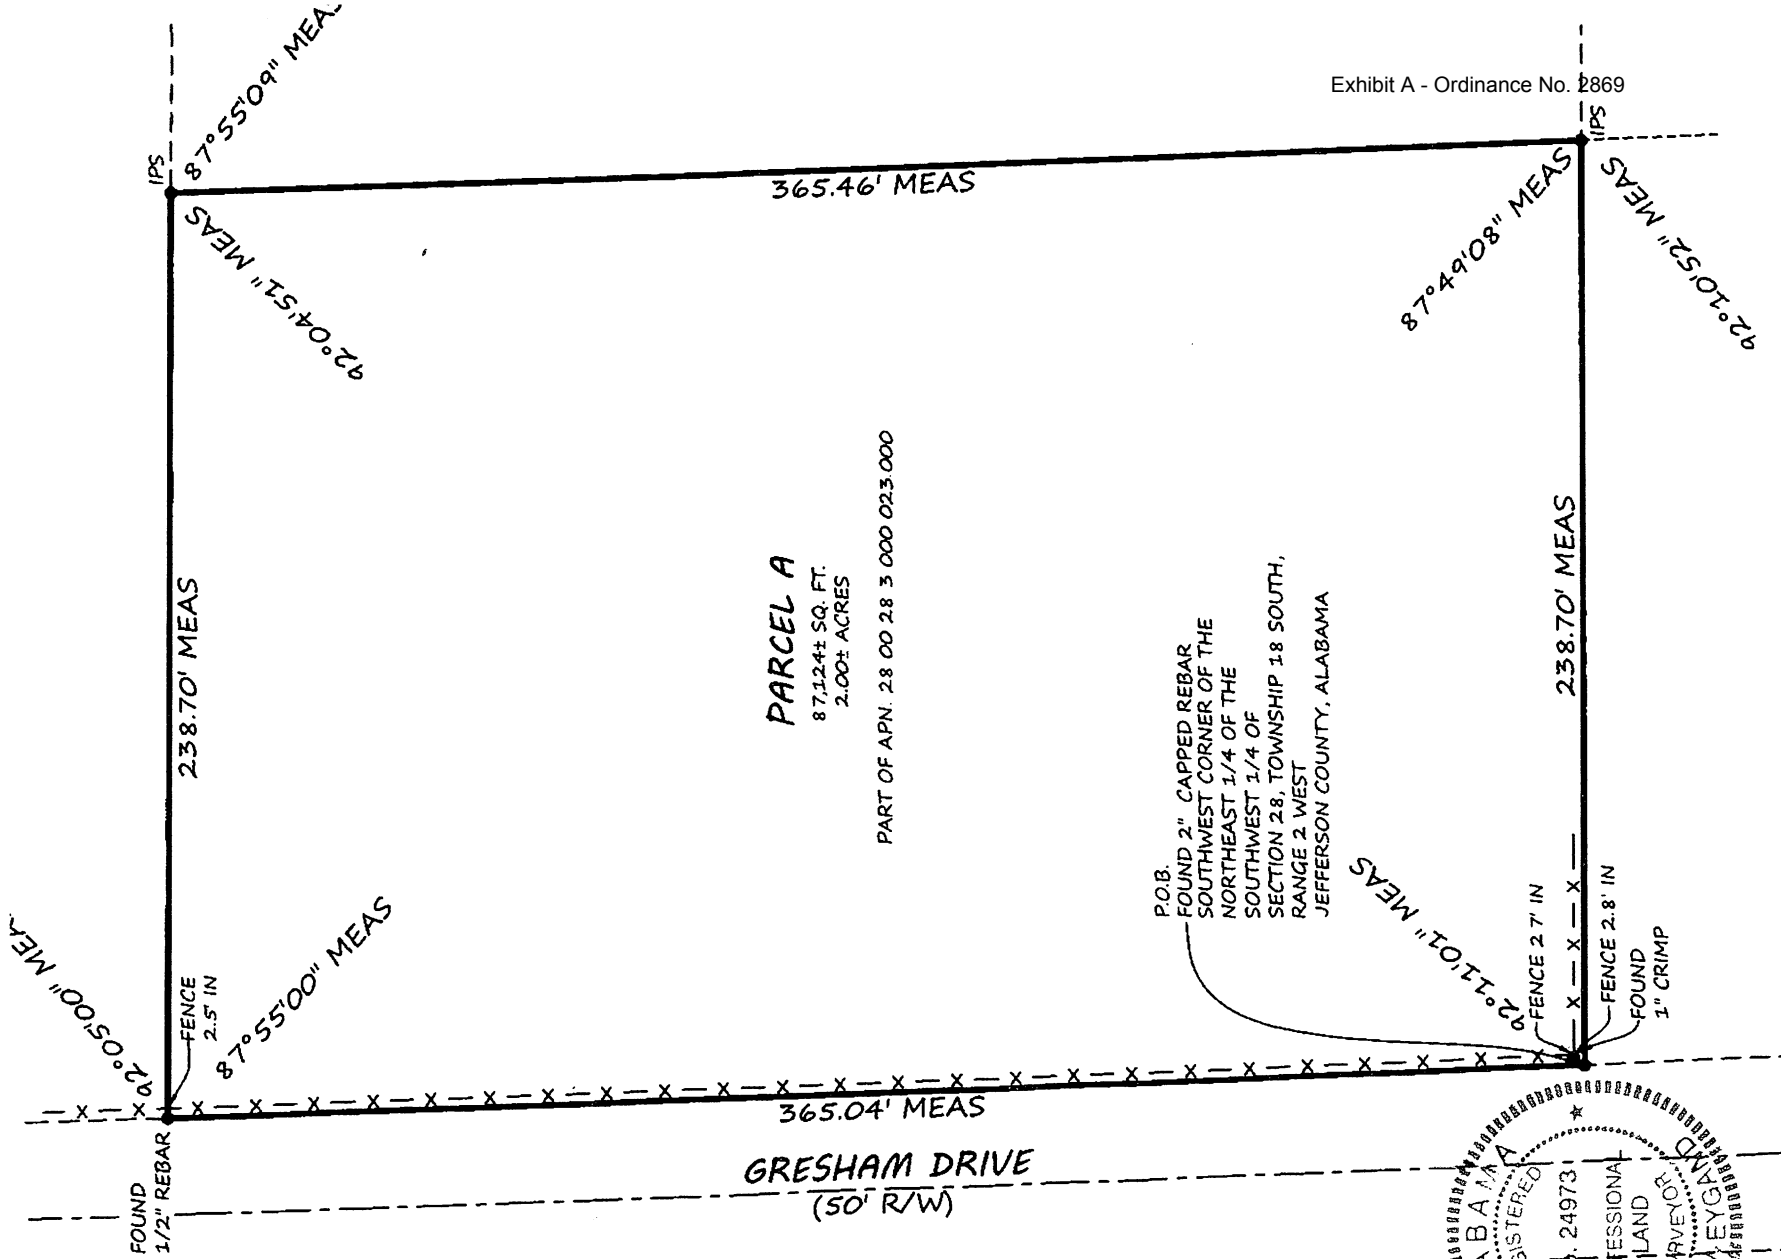 Exhibit A - Ordinance No. 2869
IPS
87°55'09" MEAS
IPS
365.46' MEAS
92°04'51" MEAS
87°49'08" MEAS
92°10'52" MEAS
238.70' MEAS
PARCEL A
87,124± SQ. FT.
2.00± ACRES
PART OF APN. 28 00 28 3 000 023.000
238.70' MEAS
P.O.B.
FOUND 2" CAPPED REBAR
SOUTHWEST CORNER OF THE
NORTHEAST 1/4 OF THE
SOUTHWEST 1/4 OF
SECTION 28, TOWNSHIP 18 SOUTH,
RANGE 2 WEST
JEFFERSON COUNTY, ALABAMA
92°05'00" MEAS
FENCE
2.5' IN
87°55'00" MEAS
92°11'01" MEAS
FENCE 2 7' IN
FENCE 2.8' IN
FOUND
1" CRIMP
365.04' MEAS
FOUND
1/2" REBAR
GRESHAM DRIVE
(50' R/W)
ABAMA
GISTERED
. 24973
FESSIONAL
LAND
RVEYOR
WEYGAND